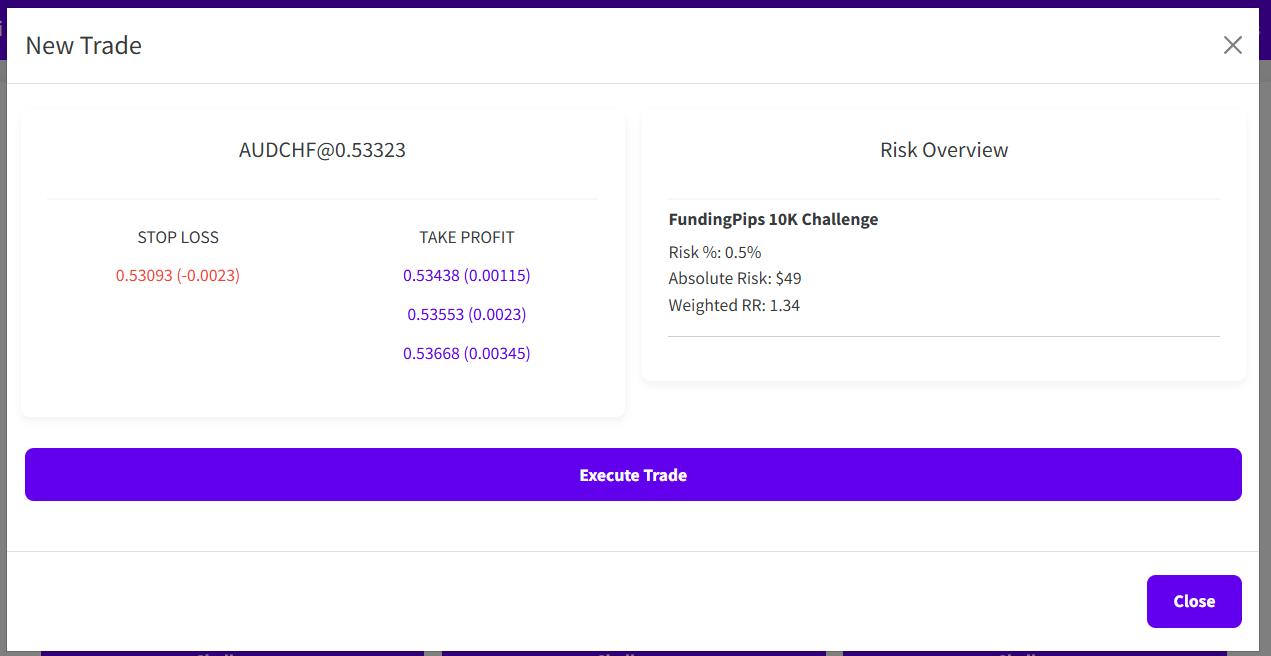 New Trade
AUDCHF@0.53323
STOP LOSS
0.53093 (-0.0023)
TAKE PROFIT
0.53438 (0.00115)
0.53553 (0.0023)
0.53668 (0.00345)
Risk Overview
FundingPips 10K Challenge
Risk %: 0.5%
Absolute Risk: $49
Weighted RR: 1.34
Execute Trade
Close